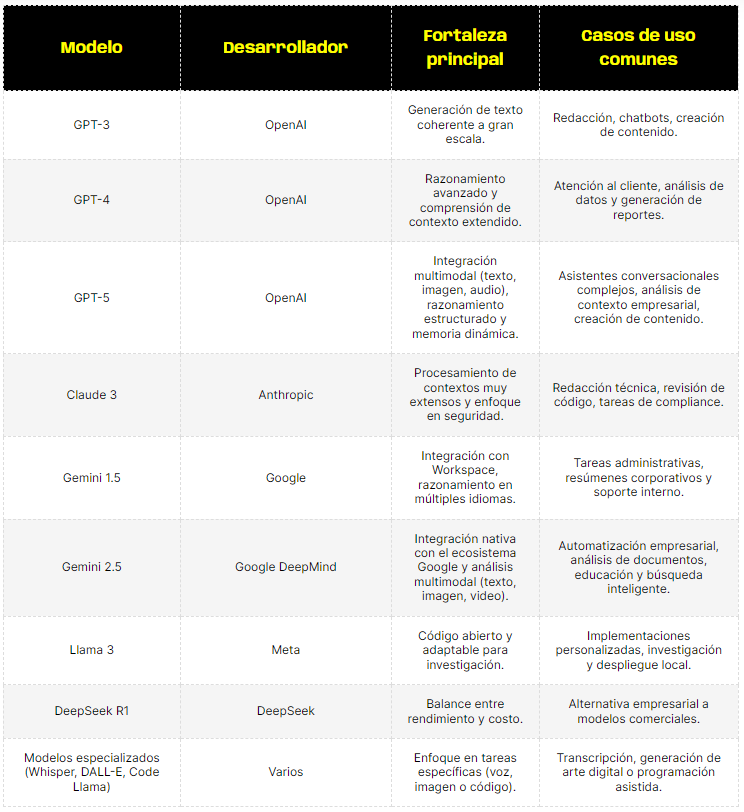 Modelo
Desarrollador
Fortaleza
principal
Casos de uso
comunes
GPT-3
OpenAI
Generación de texto
coherente a gran
escala.
Redacción, chatbots, creación
de contenido.
GPT-4
OpenAI
Razonamiento
avanzado y
comprensión de
contexto extendido.
Atención al cliente, análisis de
datos y generación de
reportes.
GPT-5
OpenAI
Integración
multimodal (texto,
imagen, audio),
razonamiento
estructurado y
memoria dinámica.
Asistentes conversacionales
complejos, análisis de
contexto empresarial,
creación de contenido.
Claude 3
Anthropic
Procesamiento de
contextos muy
extensos y enfoque
en seguridad.
Redacción técnica, revisión de
código, tareas de compliance.
Gemini 1.5
Google
Integración con
Workspace,
razonamiento en
múltiples idiomas.
Tareas administrativas,
resúmenes corporativos y
soporte interno.
Gemini 2.5
Google DeepMind
Integración nativa
con el ecosistema
Google y análisis
multimodal (texto,
imagen, video).
Automatización empresarial,
análisis de documentos,
educación y búsqueda
inteligente.
Llama 3
Meta
Código abierto y
adaptable para
investigación.
Implementaciones
personalizadas, investigación
y despliegue local.
DeepSeek R1
DeepSeek
Balance entre
rendimiento y costo.
Alternativa empresarial a
modelos comerciales.
Modelos especializados
(Whisper, DALL-E, Code
Llama)
Varios
Enfoque en tareas
específicas (voz,
imagen o código).
Transcripción, generación de
arte digital o programación
asistida.